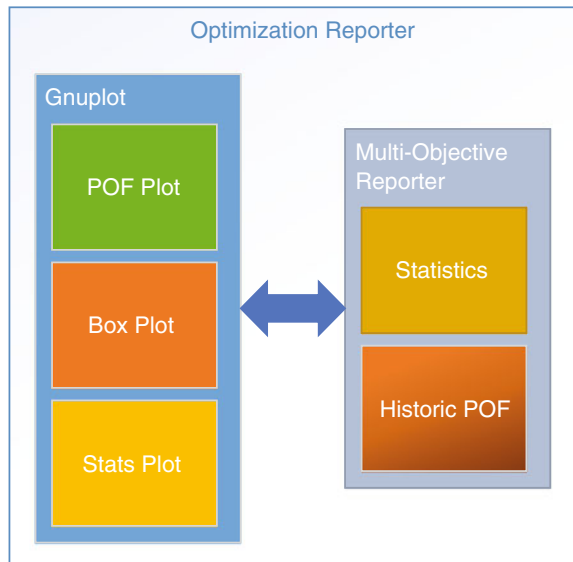 Optimization Reporter
Gnuplot
POF Plot
Box Plot
Stats Plot
Multi-Objective
Reporter
Statistics
Historic POF